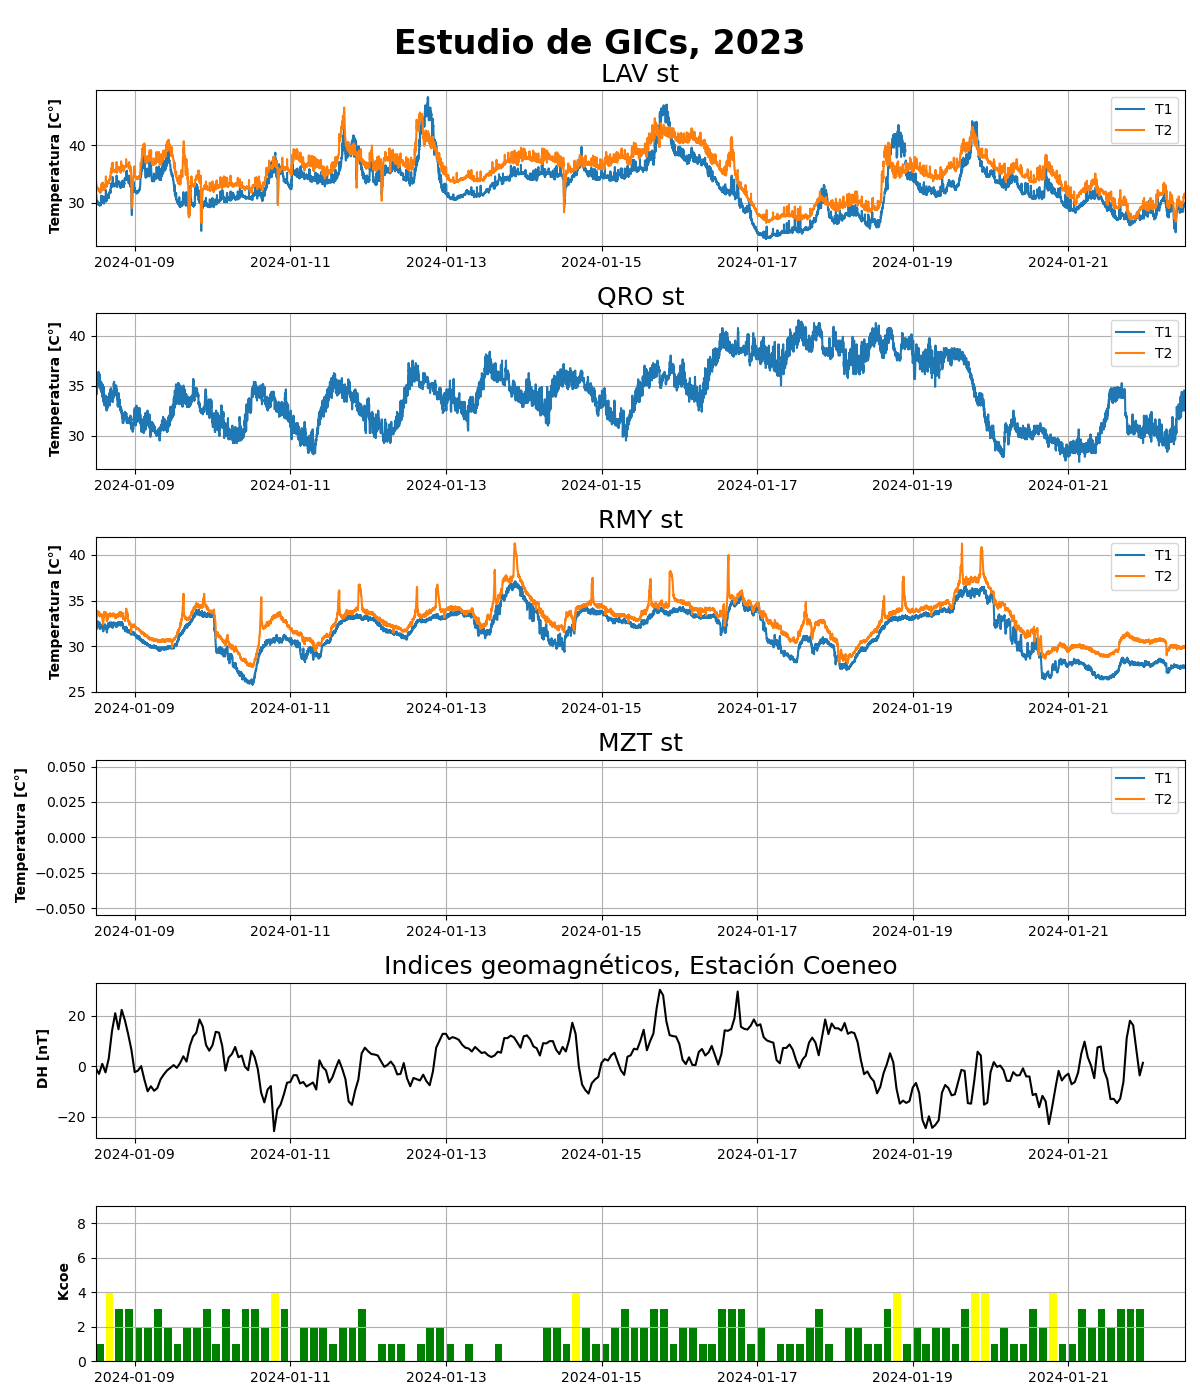 Estudio de GICs, 2023
LAV st
Temperatura [C°]
40
30
T1
T2
2024-01-09 2024-01-11 2024-01-13 2024-01-15 2024-01-17 2024-01-19 2024-01-21
QRO st
Temperatura [C°]
40
35
30
T1
T2
2024-01-09 2024-01-11 2024-01-13 2024-01-15 2024-01-17 2024-01-19 2024-01-21
RMY st
Temperatura [C°]
40
35
30
25
T1
T2
2024-01-09 2024-01-11 2024-01-13 2024-01-15 2024-01-17 2024-01-19 2024-01-21
MZT st
Temperatura [C°]
0.050
0.025
0.000
−0.025
−0.050
T1
T2
2024-01-09 2024-01-11 2024-01-13 2024-01-15 2024-01-17 2024-01-19 2024-01-21
Indices geomagnéticos, Estación Coeneo
DH [nT]
20
0
−20
2024-01-09 2024-01-11 2024-01-13 2024-01-15 2024-01-17 2024-01-19 2024-01-21
Kcoe
8
6
4
2
0
2024-01-09 2024-01-11 2024-01-13 2024-01-15 2024-01-17 2024-01-19 2024-01-21